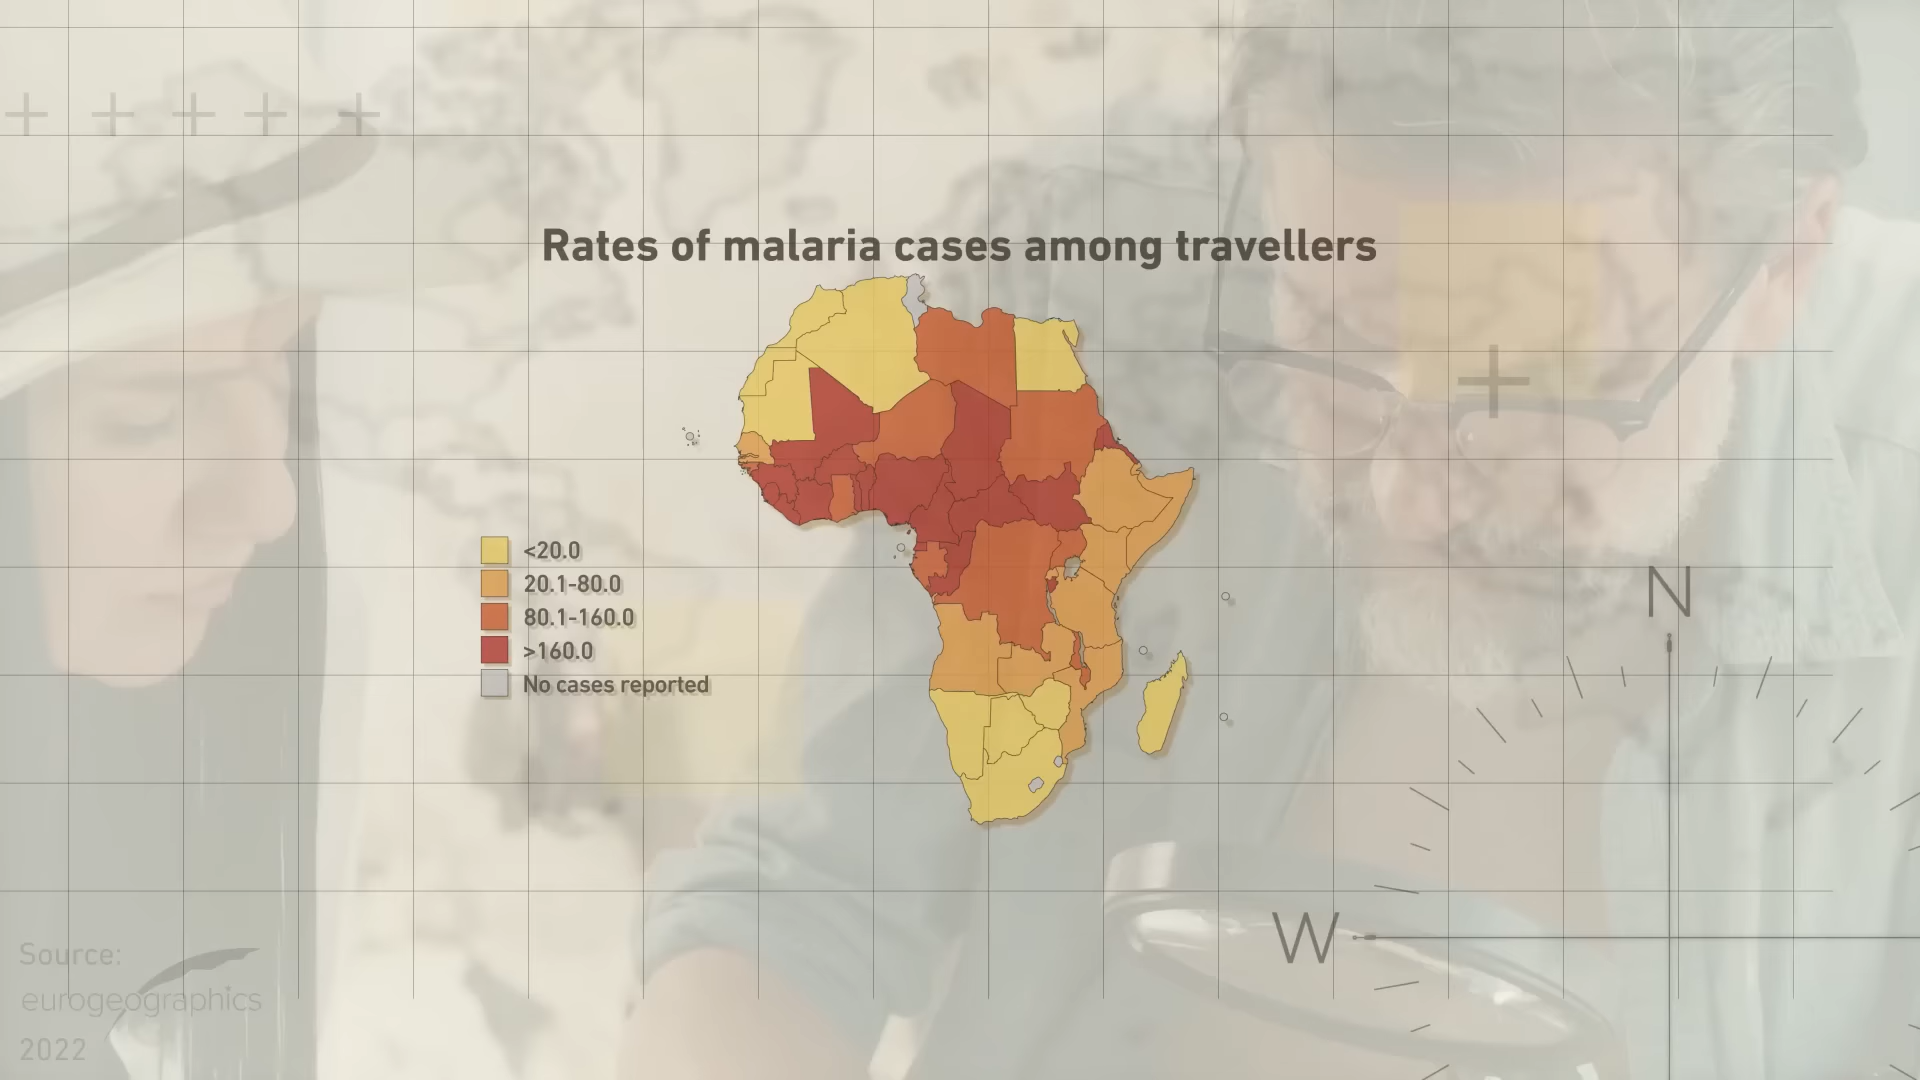 Rates of malaria cases among travellers
<20.0
20.1-80.0
80.1-160.0
>160.0
No cases reported
N
W
Source:
eurogeographics
2022